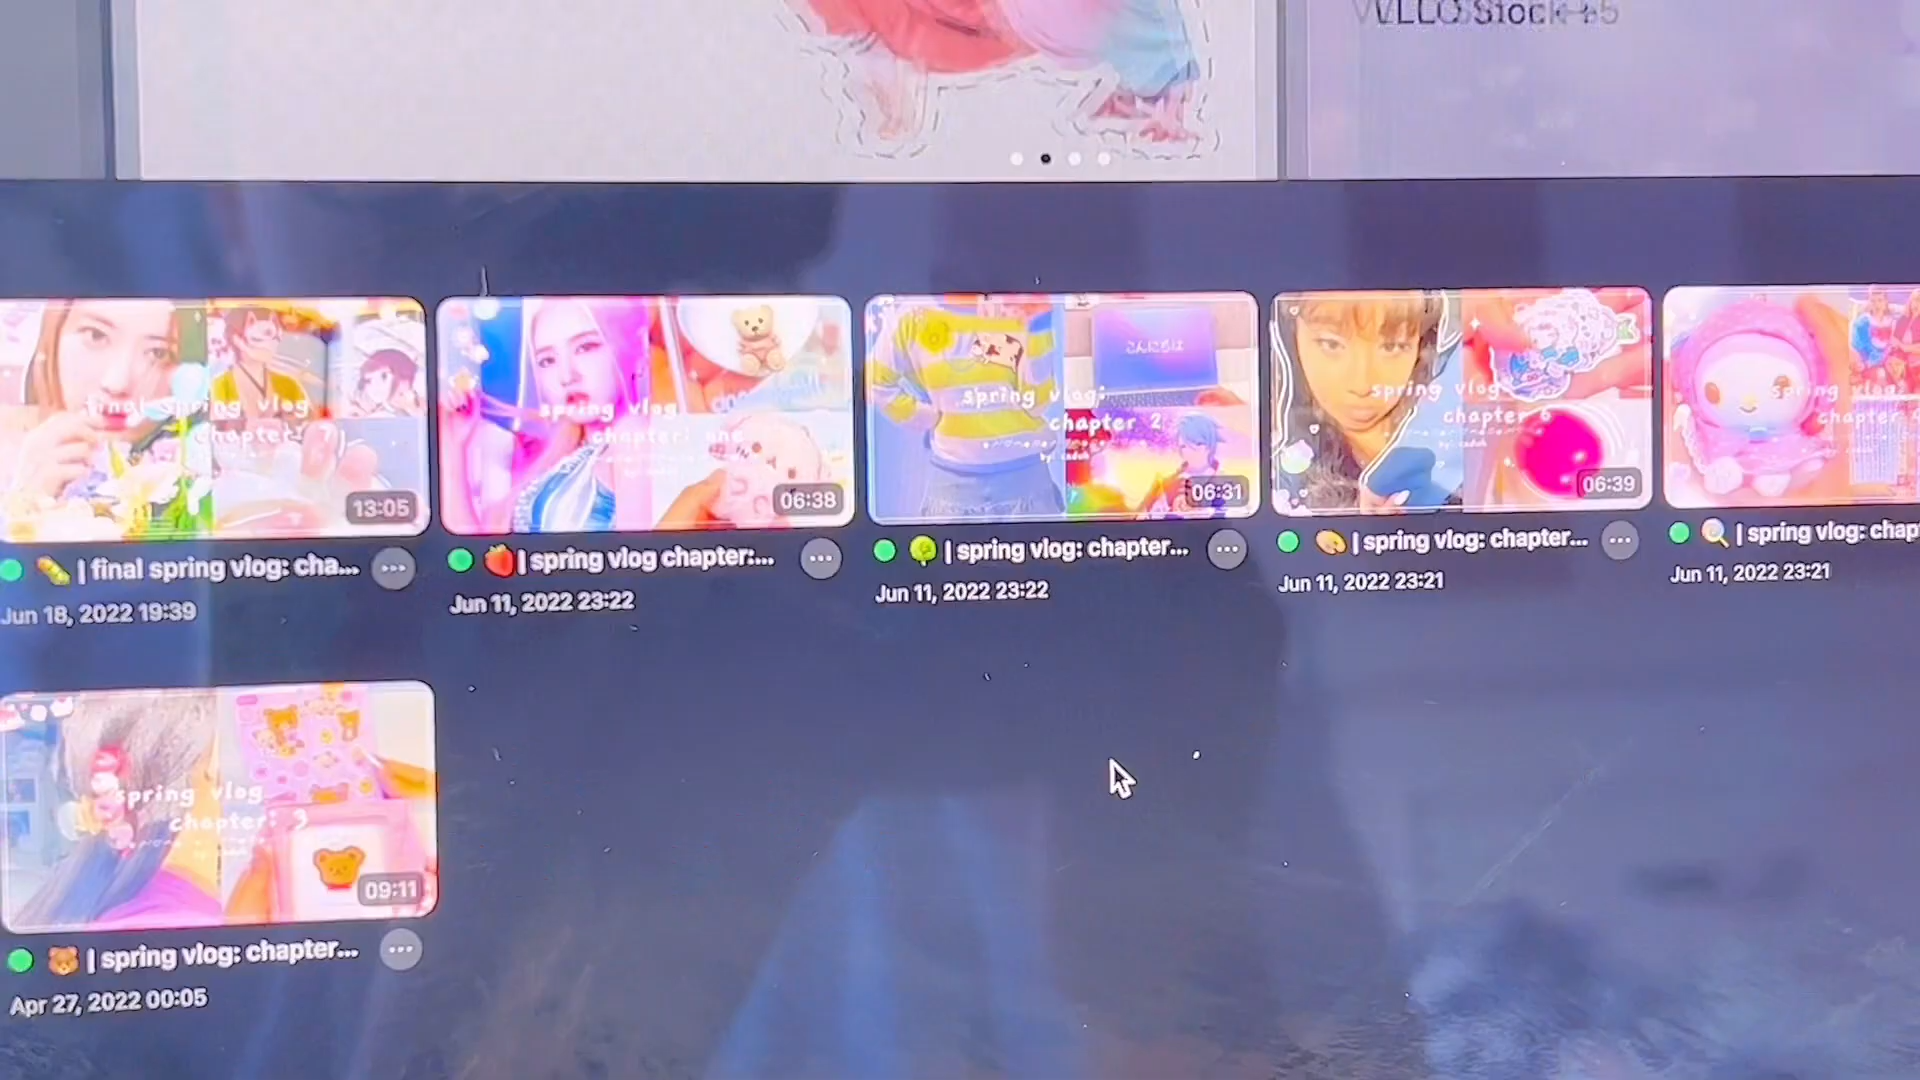 VLLO Stock
final spring vlog
chapter: 7
13:05
spring vlog
chapter: one
06:38
こんにちは
spring vlog:
chapter 2
06:31
spring vlog:
chapter 6
06:39
spring vlog:
chapter
| final spring vlog: cha...
Jun 18, 2022 19:39
| spring vlog chapter:...
Jun 11, 2022 23:22
| spring vlog: chapter...
Jun 11, 2022 23:22
| spring vlog: chapter...
Jun 11, 2022 23:21
| spring vlog: chap
Jun 11, 2022 23:21
spring vlog
chapter: 3
09:11
| spring vlog: chapter...
Apr 27, 2022 00:05